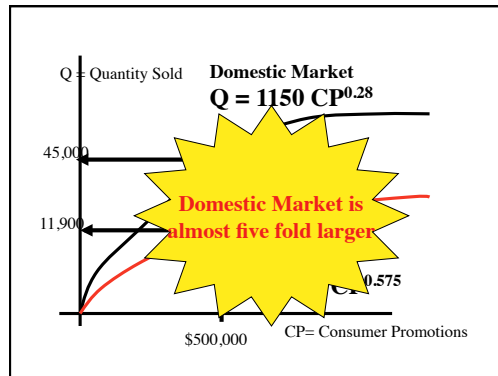 Q = Quantity Sold
Domestic Market
Q = 1150 CP0.28
45,000
Domestic Market is
almost five fold larger
11,900
0.575
$500,000
CP= Consumer Promotions